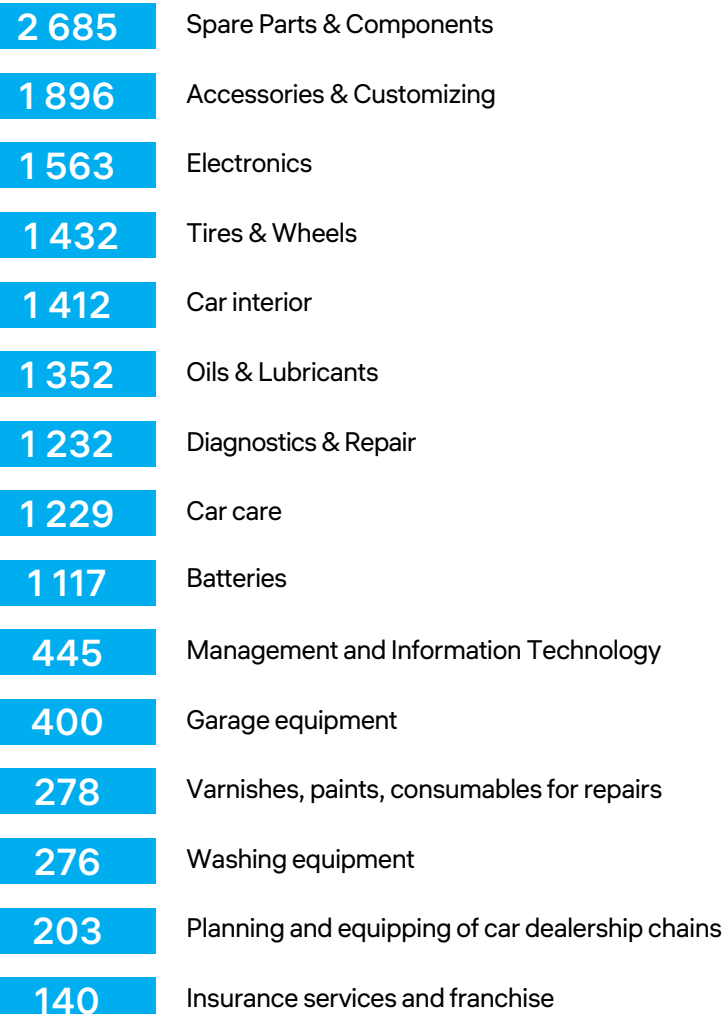 2 685 Spare Parts & Components
1 896 Accessories & Customizing
1 563 Electronics
1 432 Tires & Wheels
1 412 Car interior
1 352 Oils & Lubricants
1 232 Diagnostics & Repair
1 229 Car care
1 117 Batteries
445 Management and Information Technology
400 Garage equipment
278 Varnishes, paints, consumables for repairs
276 Washing equipment
203 Planning and equipping of car dealership chains
140 Insurance services and franchise